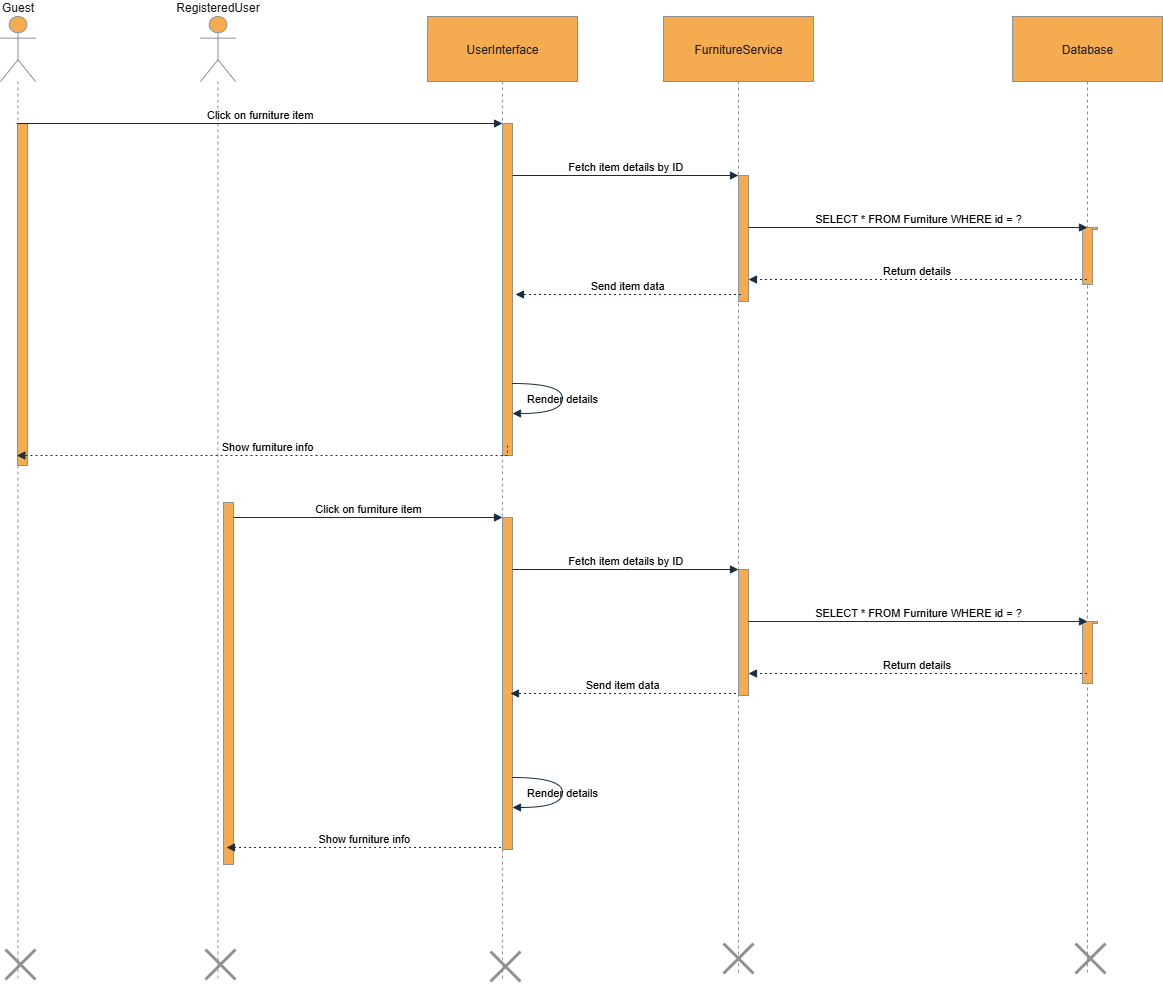 Guest
RegisteredUser
UserInterface
FurnitureService
Database
Click on furniture item
Fetch item details by ID
SELECT * FROM Furniture WHERE id = ?
Return details
Send item data
Render details
Show furniture info
Click on furniture item
Fetch item details by ID
SELECT * FROM Furniture WHERE id = ?
Return details
Send item data
Render details
Show furniture info